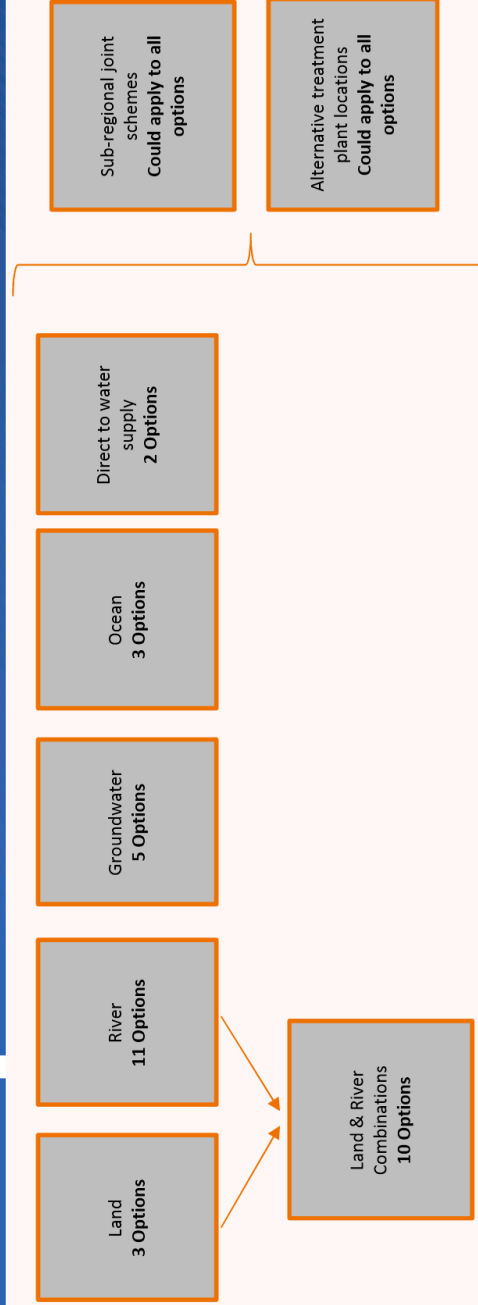 Land
3 Options
River
11 Options
Groundwater
5 Options
Ocean
3 Options
Direct to water
supply
2 Options
Land & River
Combinations
10 Options
Sub-regional joint
schemes
Could apply to all
options
Alternative treatment
plant locations
Could apply to all
options